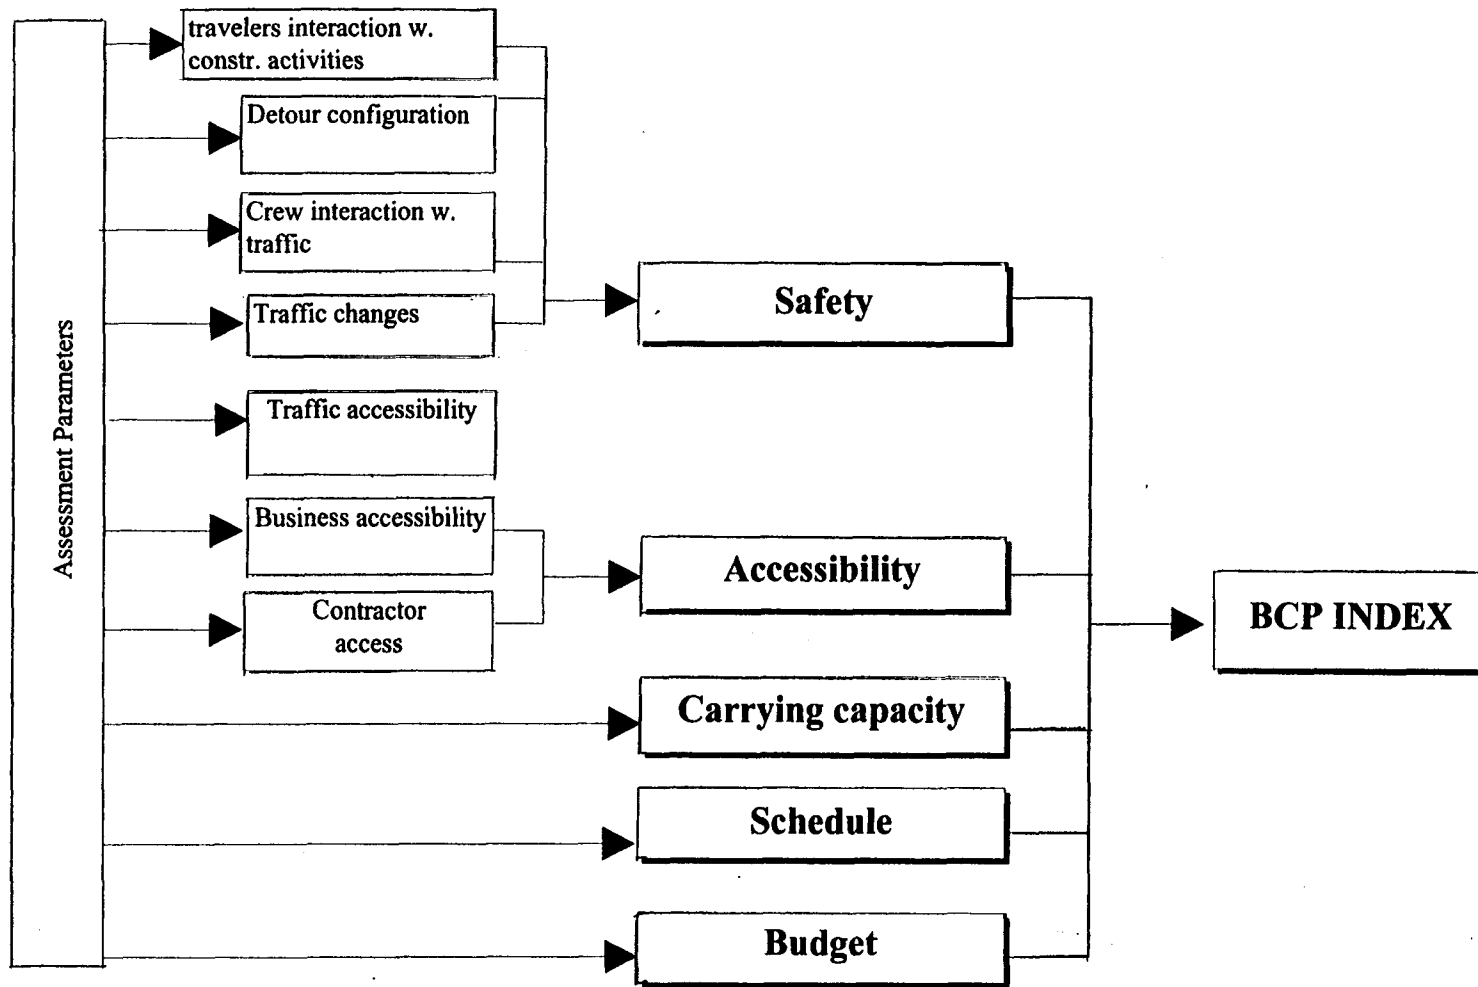 Assessment Parameters
travelers interaction w.
constr. activities
Detour configuration
Crew interaction w.
traffic
Traffic changes
Traffic accessibility
Business accessibility
Contractor
access
Safety
Accessibility
Carrying capacity
Schedule
Budget
BCP INDEX